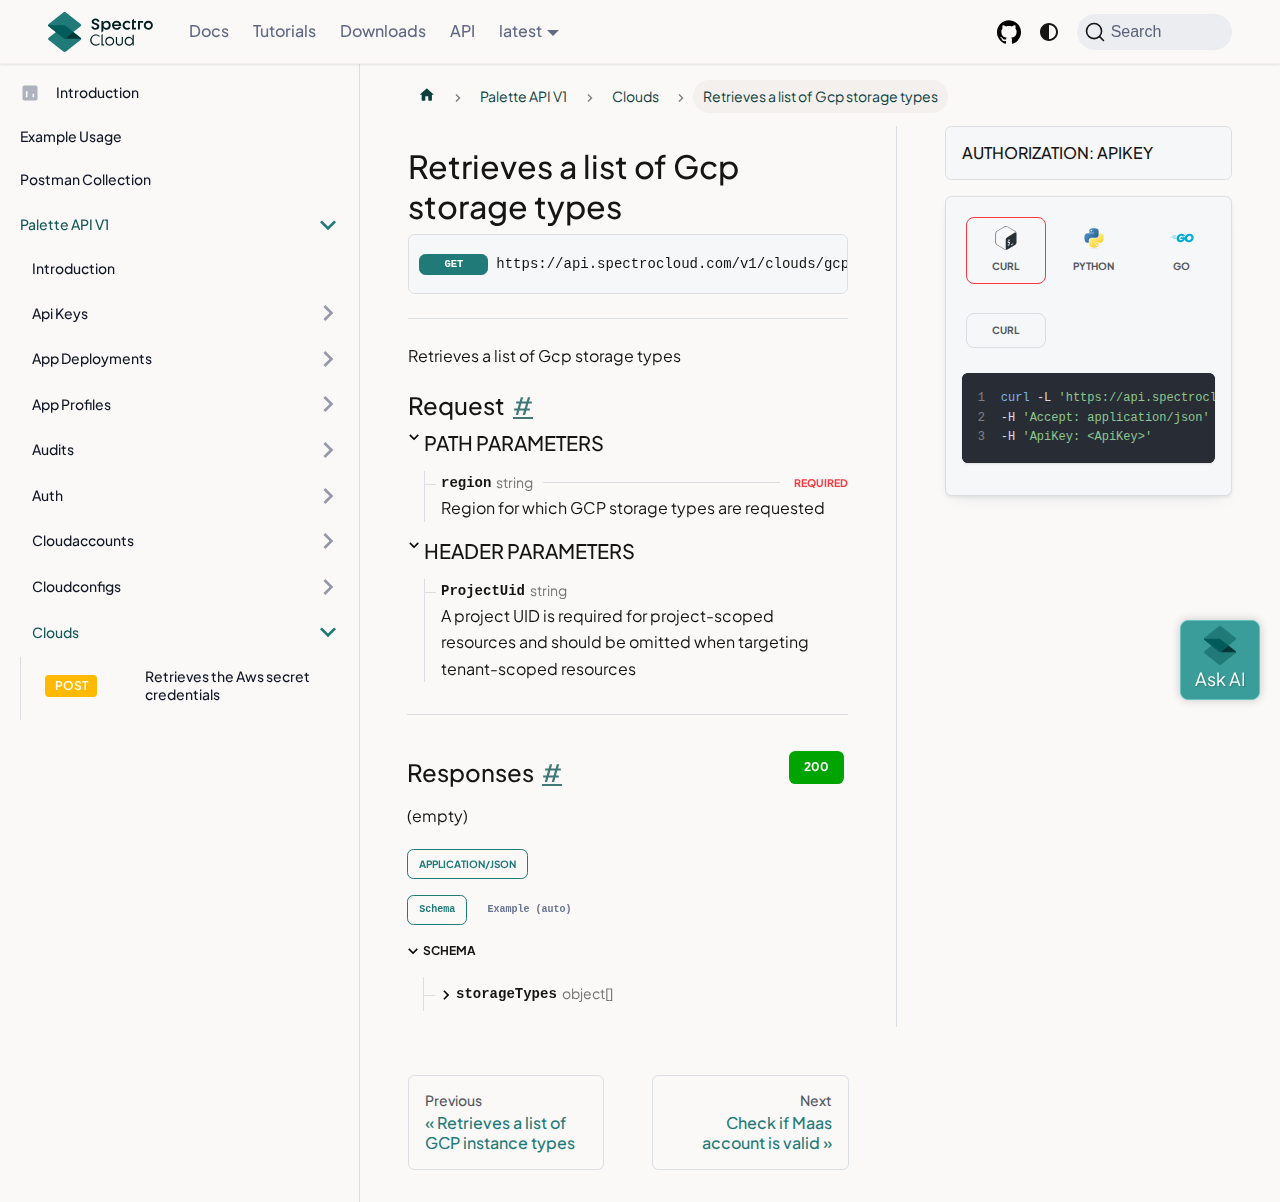 Spectro Cloud
Docs
Tutorials
Downloads
API
latest
Search
Introduction
Example Usage
Postman Collection
Palette API V1
Introduction
Api Keys
App Deployments
App Profiles
Audits
Auth
Cloudaccounts
Cloudconfigs
Clouds
POST
Retrieves the Aws secret
credentials
Palette API V1
Clouds
Retrieves a list of Gcp storage types
Retrieves a list of Gcp
storage types
GET https://api.spectrocloud.com/v1/clouds/gcp
Retrieves a list of Gcp storage types
Request #
PATH PARAMETERS
region string REQUIRED
Region for which GCP storage types are requested
HEADER PARAMETERS
ProjectUid string
A project UID is required for project-scoped
resources and should be omitted when targeting
tenant-scoped resources
Responses #
200
(empty)
APPLICATION/JSON
Schema
Example (auto)
SCHEMA
storageTypes object[]
Previous
« Retrieves a list of
GCP instance types
Next
Check if Maas
account is valid »
AUTHORIZATION: APIKEY
CURL
PYTHON
GO
CURL
1 curl -L 'https://api.spectrocl
2 -H 'Accept: application/json'
3 -H 'ApiKey: <ApiKey>'
Ask AI